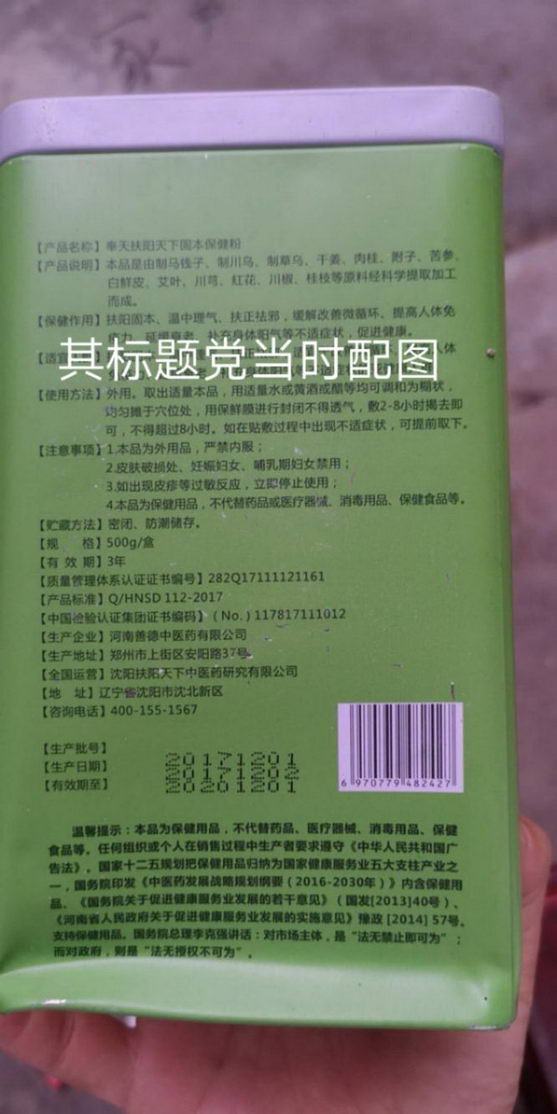 【产品名称】奉天扶阳天下固本保健粉
【产品说明】本品是由制马钱子、制川乌、制草乌、干姜、肉桂、附子、苦参、
白鲜皮、艾叶、川芎、红花、川椒、桂枝等原料经科学提取加工
而成。
【保健作用】扶阳固本、温中理气、扶正祛邪,缓解改善微循环、提高人体免
疫力、延缓衰老、补充身体阳气等不适症状,促进健康。
其标题党当时配图
【使用方法】外用。取出适量本品,用适量水或黄酒或醋等均可调和为糊状,
均匀摊于穴位处,用保鲜膜进行封闭不得透气,敷2-8小时揭去即
可,不得超过8小时。如在贴敷过程中出现不适症状,可提前取下。
【注意事项】1.本品为外用品,严禁内服;
2.皮肤破损处、妊娠妇女、哺乳期妇女禁用;
3.如出现皮疹等过敏反应,立即停止使用;
4.本品为保健用品,不代替药品或医疗器械、消毒用品、保健食品等。
【贮藏方法】密闭、防潮储存。
【规 格】500g/盒
【有 效 期】3年
【质量管理体系认证证书编号】282Q17111121161
【产品标准】Q/HNSD 112-2017
【中国检验认证集团证书编码】(No.)117817111012
【生产企业】河南善德中医药有限公司
【生产地址】郑州市上街区安阳路37号
【全国运营】沈阳扶阳天下中医药研究有限公司
【地 址】辽宁省沈阳市沈北新区
【咨询电话】400-155-1567
【生产批号】20171201
【生产日期】20171202
【有效期至】20201201
6 970779 482427
温馨提示:本品为保健用品,不代替药品、医疗器械、消毒用品、保健
食品等。任何组织或个人在销售过程中生产者要求遵守《中华人民共和国广
告法》。国家十二五规划把保健用品归纳为国家健康服务业五大支柱产业之
一,国务院印发《中医药发展战略规划纲要(2016-2030年)》内含保健用
品、《国务院关于促进健康服务业发展的若干意见》(国发[2013]40号)、
《河南省人民政府关于促进健康服务业发展的实施意见》豫政 [2014] 57号、
支持保健用品。国务院总理李克强讲话:对市场主体,是“法无禁止即可为”;
而对政府,则是“法无授权不可为”。